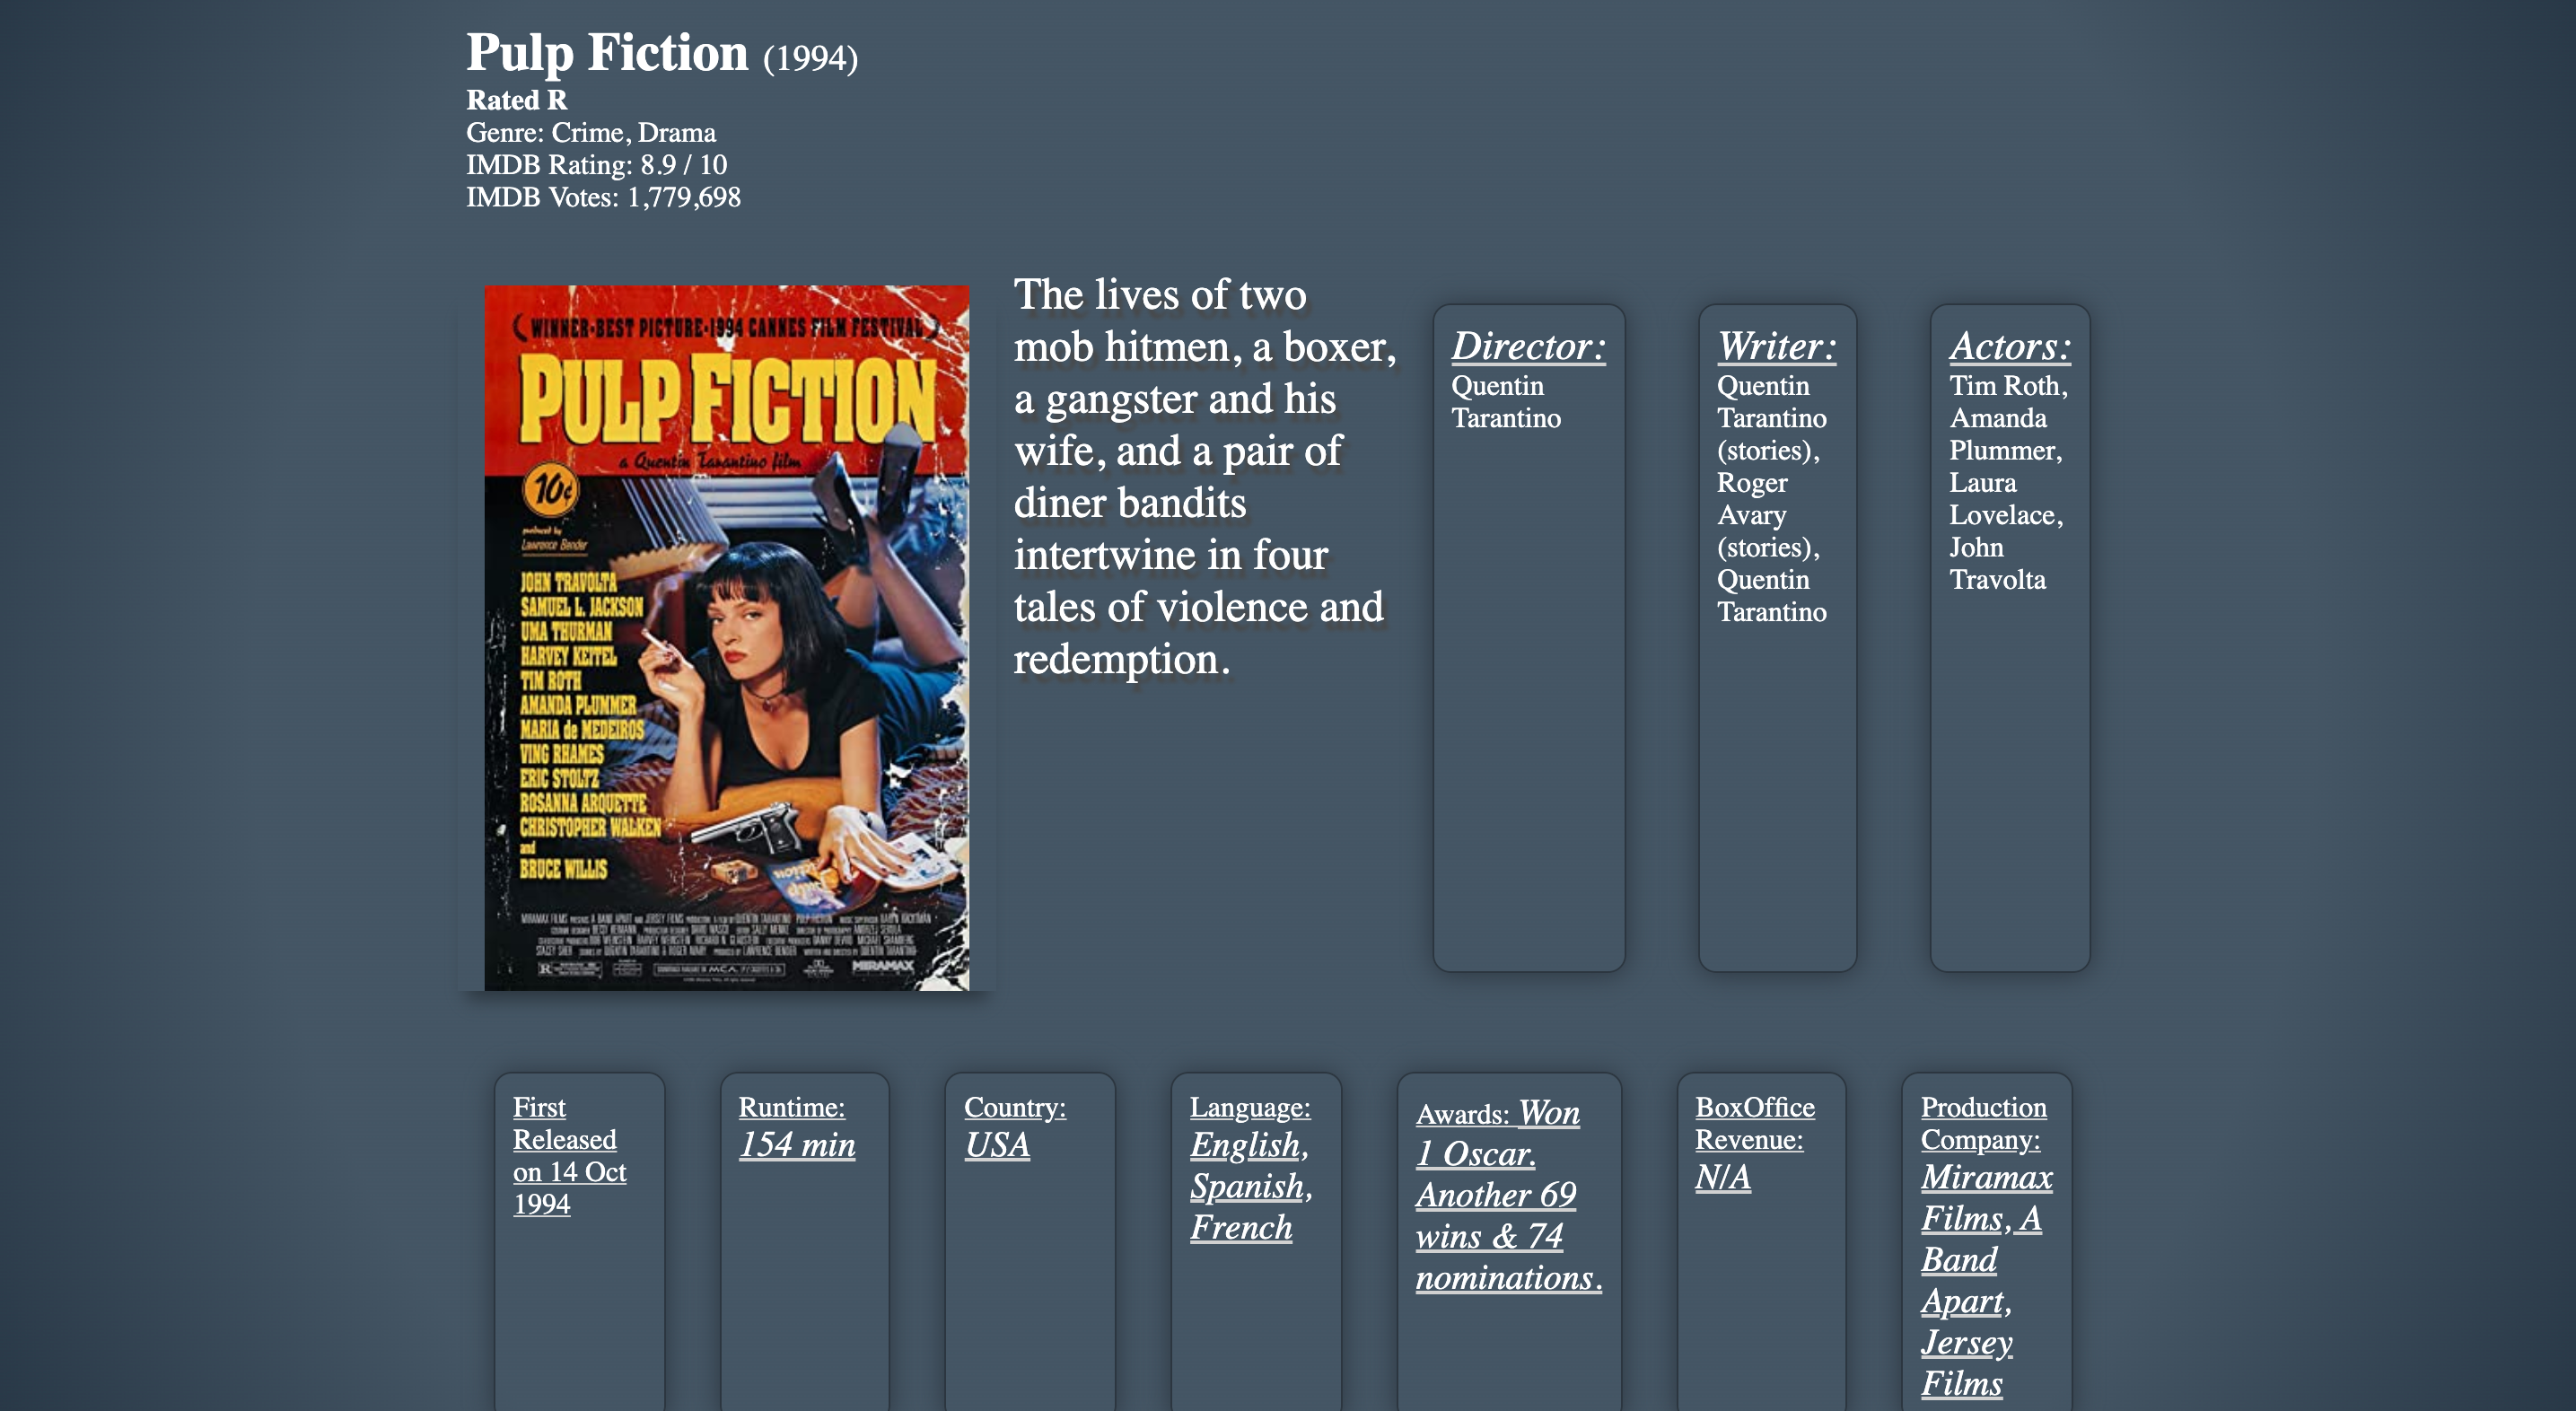 Pulp Fiction (1994)
Rated R
Genre: Crime, Drama
IMDB Rating: 8.9 / 10
IMDB Votes: 1,779,698
WINNER-BEST PICTURE-1994 CANNES FILM FESTIVAL
PULP FICTION
a Quentin Tarantino film
10¢
produced by
Lawrence Bender
JOHN TRAVOLTA
SAMUEL L. JACKSON
UMA THURMAN
HARVEY KEITEL
TIM ROTH
AMANDA PLUMMER
MARIA de MEDEIROS
VING RHAMES
ERIC STOLTZ
ROSANNA ARQUETTE
CHRISTOPHER WALKEN
and
BRUCE WILLIS
R
MCA
MIRAMAX
The lives of two
mob hitmen, a boxer,
a gangster and his
wife, and a pair of
diner bandits
intertwine in four
tales of violence and
redemption.
Director:
Quentin
Tarantino
Writer:
Quentin
Tarantino
(stories),
Roger
Avary
(stories),
Quentin
Tarantino
Actors:
Tim Roth,
Amanda
Plummer,
Laura
Lovelace,
John
Travolta
First
Released
on 14 Oct
1994
Runtime:
154 min
Country:
USA
Language:
English,
Spanish,
French
Awards: Won
1 Oscar.
Another 69
wins & 74
nominations.
BoxOffice
Revenue:
N/A
Production
Company:
Miramax
Films, A
Band
Apart,
Jersey
Films